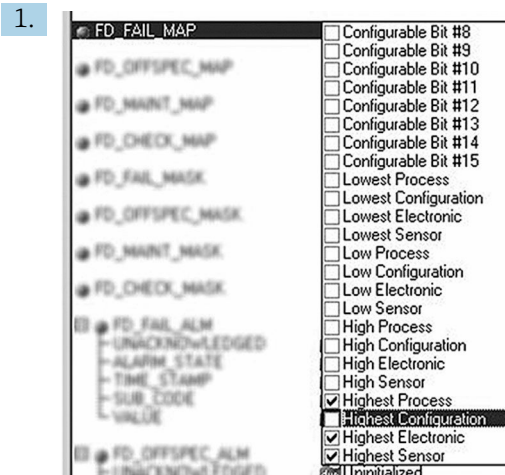 1.
FD_FAIL_MAP
Configurable Bit #8
Configurable Bit #9
FD_OFFSPEC_MAP
Configurable Bit #10
Configurable Bit #11
FD_MAINT_MAP
Configurable Bit #12
Configurable Bit #13
FD_CHECK_MAP
Configurable Bit #14
Configurable Bit #15
FD_FAIL_MASK
Lowest Process
Lowest Configuration
FD_OFFSPEC_MASK
Lowest Electronic
Lowest Sensor
FD_MAINT_MASK
Low Process
Low Configuration
FD_CHECK_MASK
Low Electronic
Low Sensor
FD_FAIL_ALM
High Process
UNACKNOWLEDGED
High Configuration
ALARM_STATE
High Electronic
TIME_STAMP
High Sensor
SUB_CODE
Highest Process
VALUE
Highest Configuration
Highest Electronic
FD_OFFSPEC_ALM
Highest Sensor
UNACKNOWLEDGED
Uninitialized